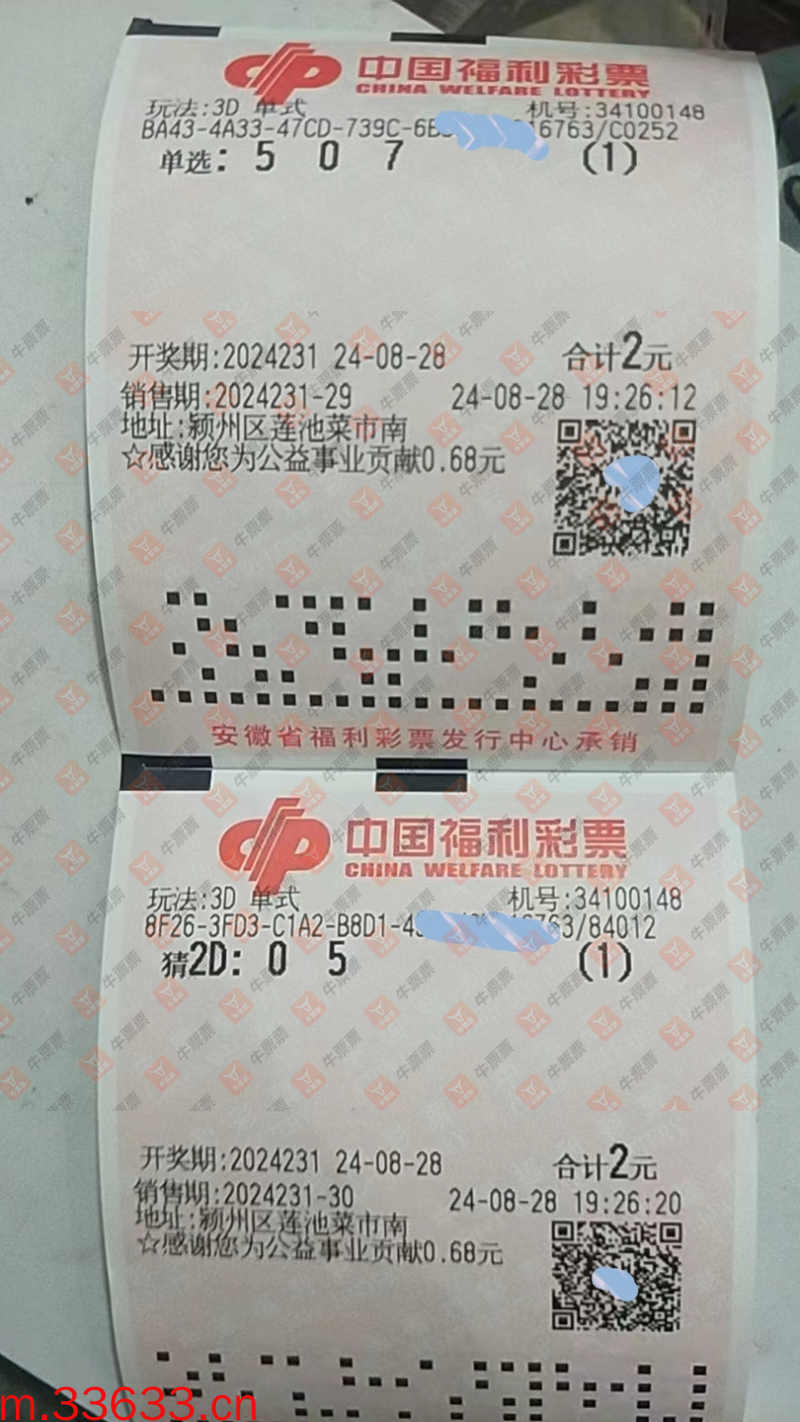 中国福利彩票
CHINA WELFARE LOTTERY
玩法:3D 单式 机号:34100148
BA43-4A33-47CD-739C-6B 16763/C0252
单选: 5 0 7 (1)
开奖期:2024231 24-08-28 合计2元
销售期:2024231-29 24-08-28 19:26:12
地址:颍州区莲池菜市南
☆感谢您为公益事业贡献0.68元
安徽省福利彩票发行中心承销
中国福利彩票
CHINA WELFARE LOTTERY
玩法:3D 单式 机号:34100148
8F26-3FD3-C1A2-B8D1-4 63/84012
猜2D: 0 5 (1)
开奖期:2024231 24-08-28 合计2元
销售期:2024231-30 24-08-28 19:26:20
地址:颍州区莲池菜市南
☆感谢您为公益事业贡献0.68元
m.33633.cn